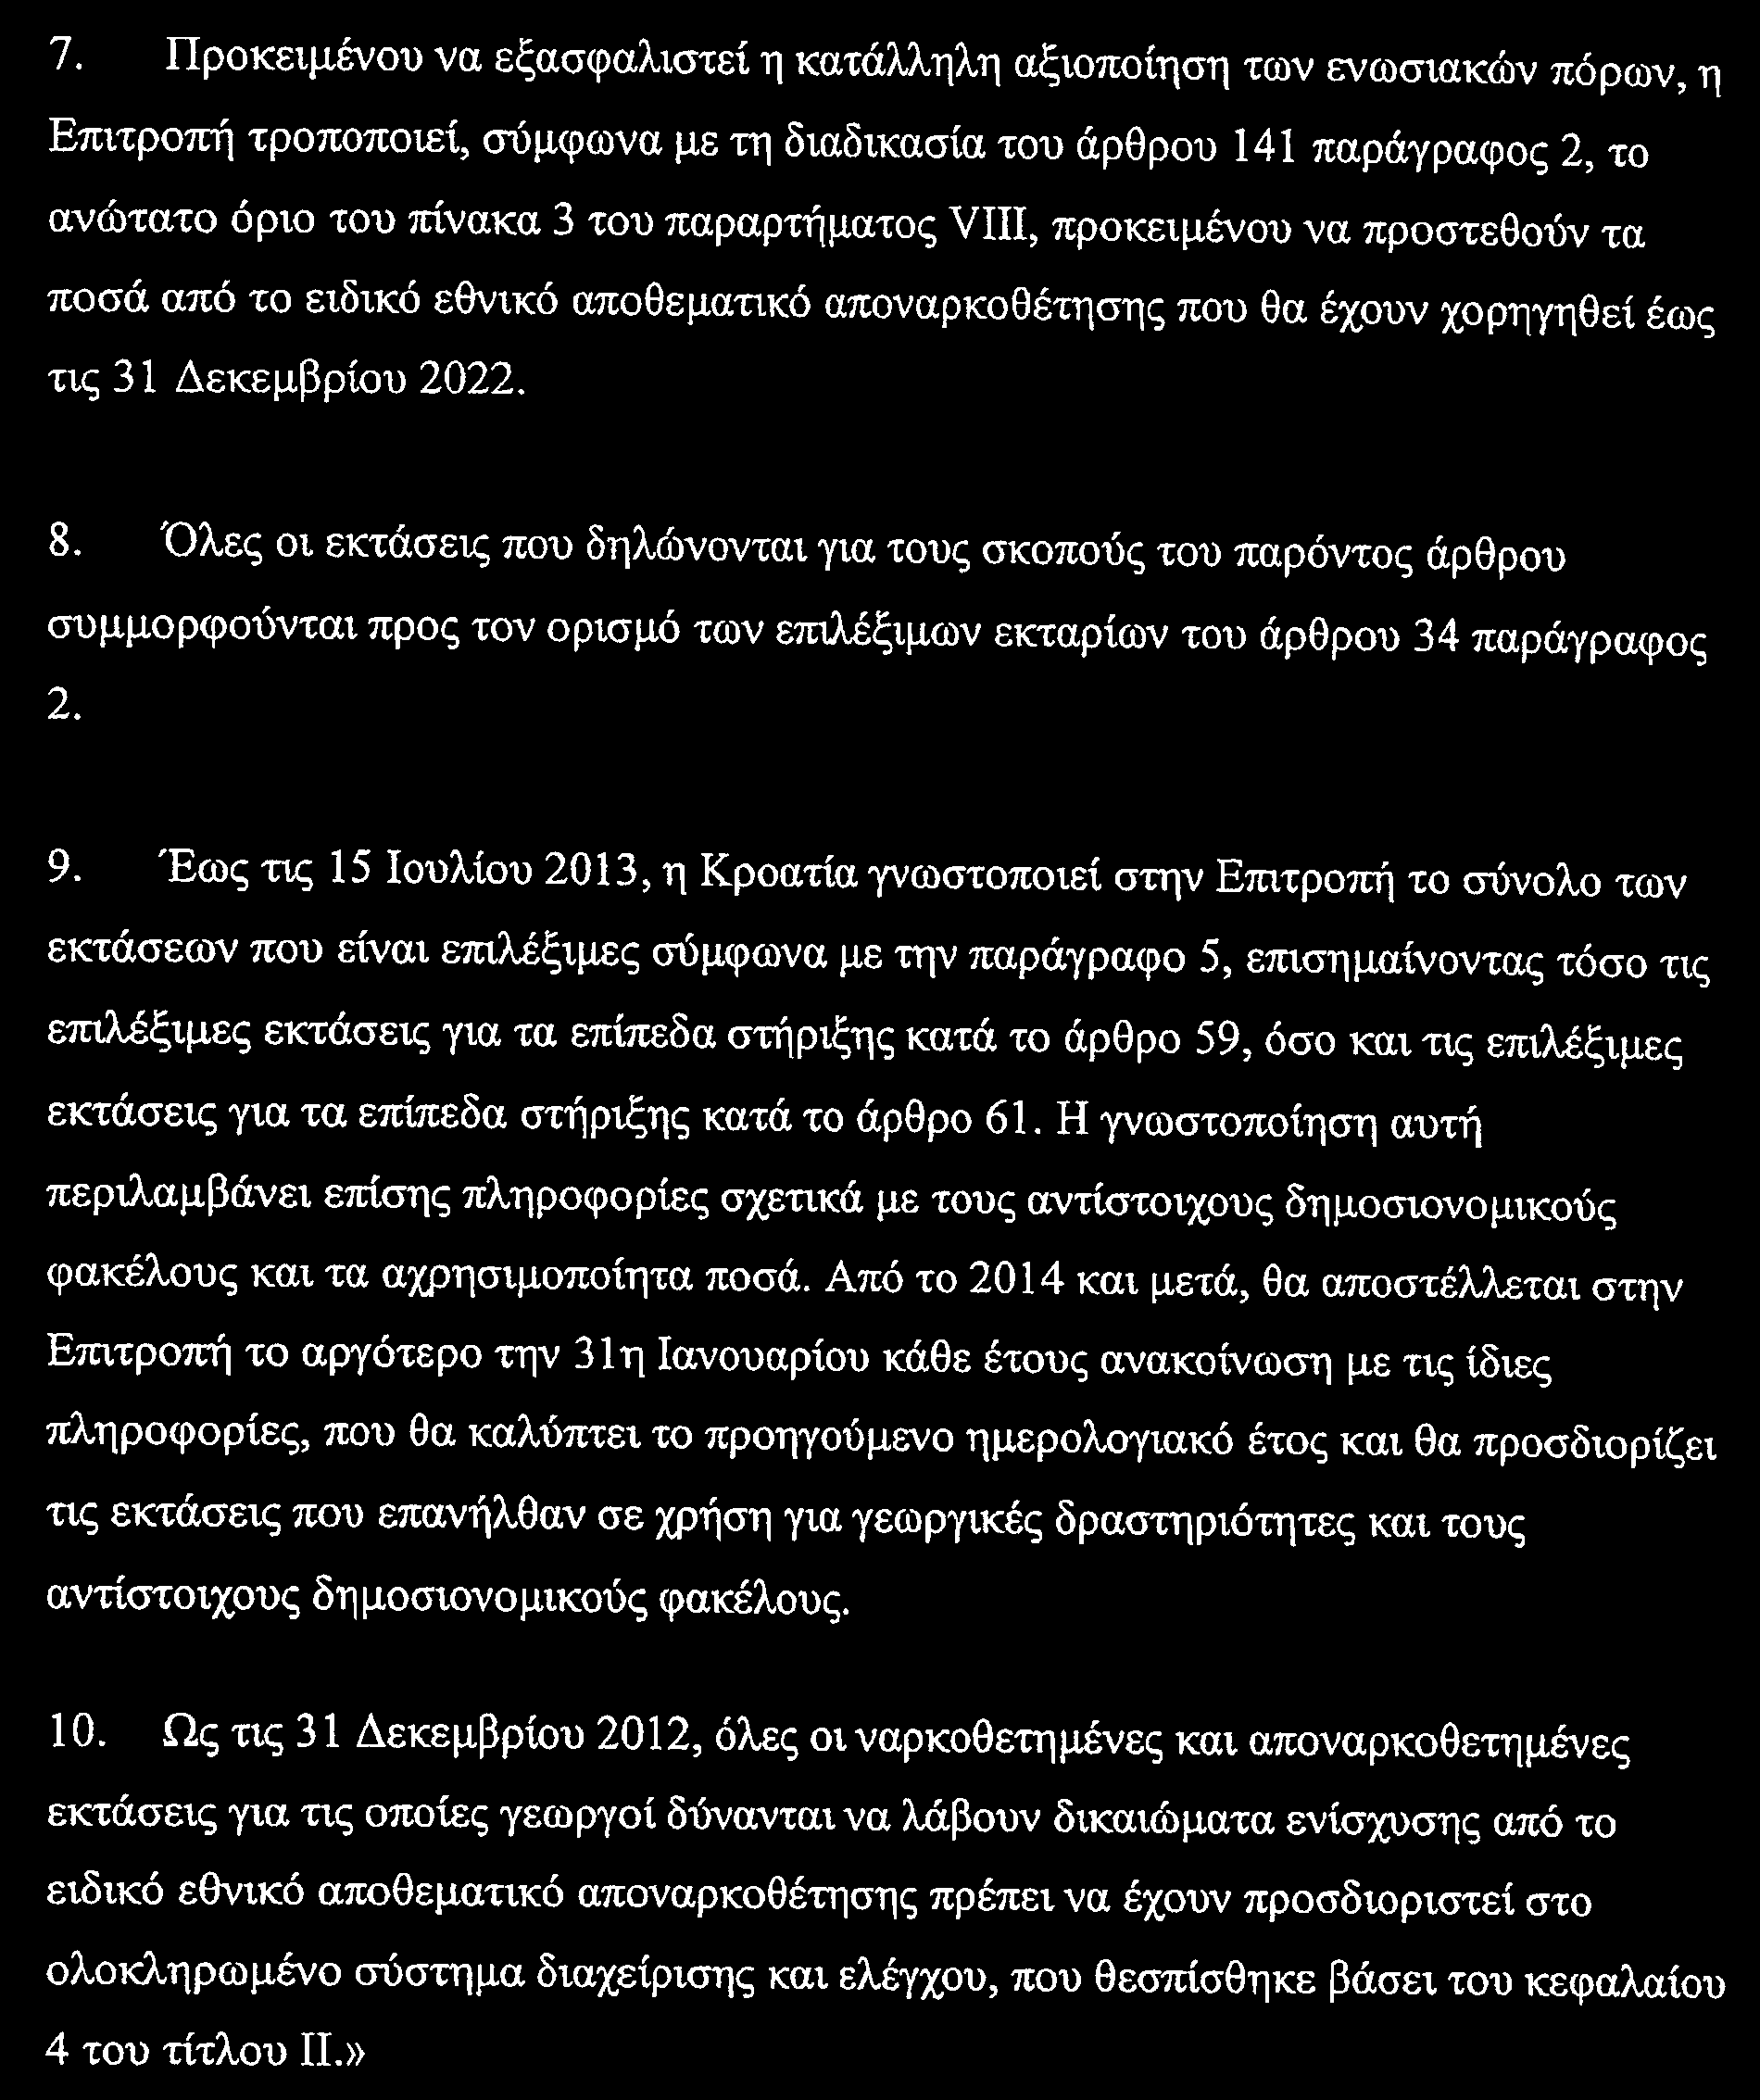 7. Προκειμένου να εξασφαλιστεί η κατάλληλη αξιοποίηση των ενωσιακών πόρων, η
Επιτροπή τροποποιεί, σύμφωνα με τη διαδικασία του άρθρου 141 παράγραφος 2, το
ανώτατο όριο του πίνακα 3 του παραρτήματος VIII, προκειμένου να προστεθούν τα
ποσά από το ειδικό εθνικό αποθεματικό αποναρκοθέτησης που θα έχουν χορηγηθεί έως
τις 31 Δεκεμβρίου 2022.
8. Όλες οι εκτάσεις που δηλώνονται για τους σκοπούς του παρόντος άρθρου
συμμορφούνται προς τον ορισμό των επιλέξιμων εκταρίων του άρθρου 34 παράγραφος
2.
9. Έως τις 15 Ιουλίου 2013, η Κροατία γνωστοποιεί στην Επιτροπή το σύνολο των
εκτάσεων που είναι επιλέξιμες σύμφωνα με την παράγραφο 5, επισημαίνοντας τόσο τις
επιλέξιμες εκτάσεις για τα επίπεδα στήριξης κατά το άρθρο 59, όσο και τις επιλέξιμες
εκτάσεις για τα επίπεδα στήριξης κατά το άρθρο 61. Η γνωστοποίηση αυτή
περιλαμβάνει επίσης πληροφορίες σχετικά με τους αντίστοιχους δημοσιονομικούς
φακέλους και τα αχρησιμοποίητα ποσά. Από το 2014 και μετά, θα αποστέλλεται στην
Επιτροπή το αργότερο την 31η Ιανουαρίου κάθε έτους ανακοίνωση με τις ίδιες
πληροφορίες, που θα καλύπτει το προηγούμενο ημερολογιακό έτος και θα προσδιορίζει
τις εκτάσεις που επανήλθαν σε χρήση για γεωργικές δραστηριότητες και τους
αντίστοιχους δημοσιονομικούς φακέλους.
10. Ως τις 31 Δεκεμβρίου 2012, όλες οι ναρκοθετημένες και αποναρκοθετημένες
εκτάσεις για τις οποίες γεωργοί δύνανται να λάβουν δικαιώματα ενίσχυσης από το
ειδικό εθνικό αποθεματικό αποναρκοθέτησης πρέπει να έχουν προσδιοριστεί στο
ολοκληρωμένο σύστημα διαχείρισης και ελέγχου, που θεσπίσθηκε βάσει του κεφαλαίου
4 του τίτλου II.»